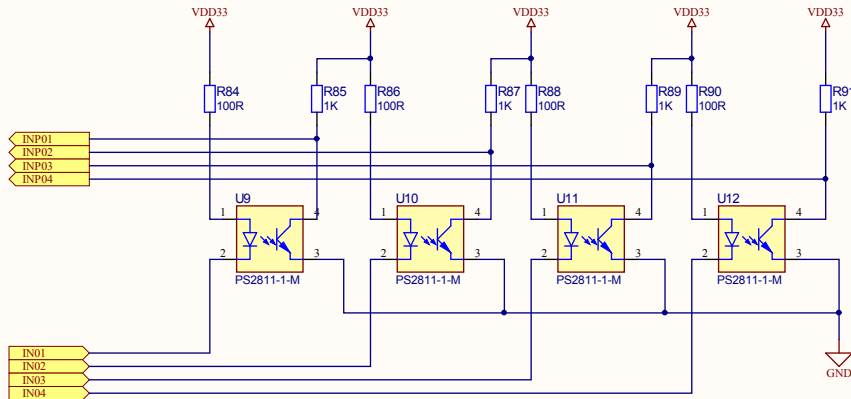 VDD33 VDD33 VDD33 VDD33 VDD33
R84 R85 R86 R87 R88 R89 R90 R91
100R 1K 100R 1K 100R 1K 100R 1K
INP01
INP02
INP03
INP04
U9 U10 U11 U12
1 4 1 4 1 4 1 4
2 3 2 3 2 3 2 3
PS2811-1-M PS2811-1-M PS2811-1-M PS2811-1-M
IN01
IN02
IN03
IN04
GND